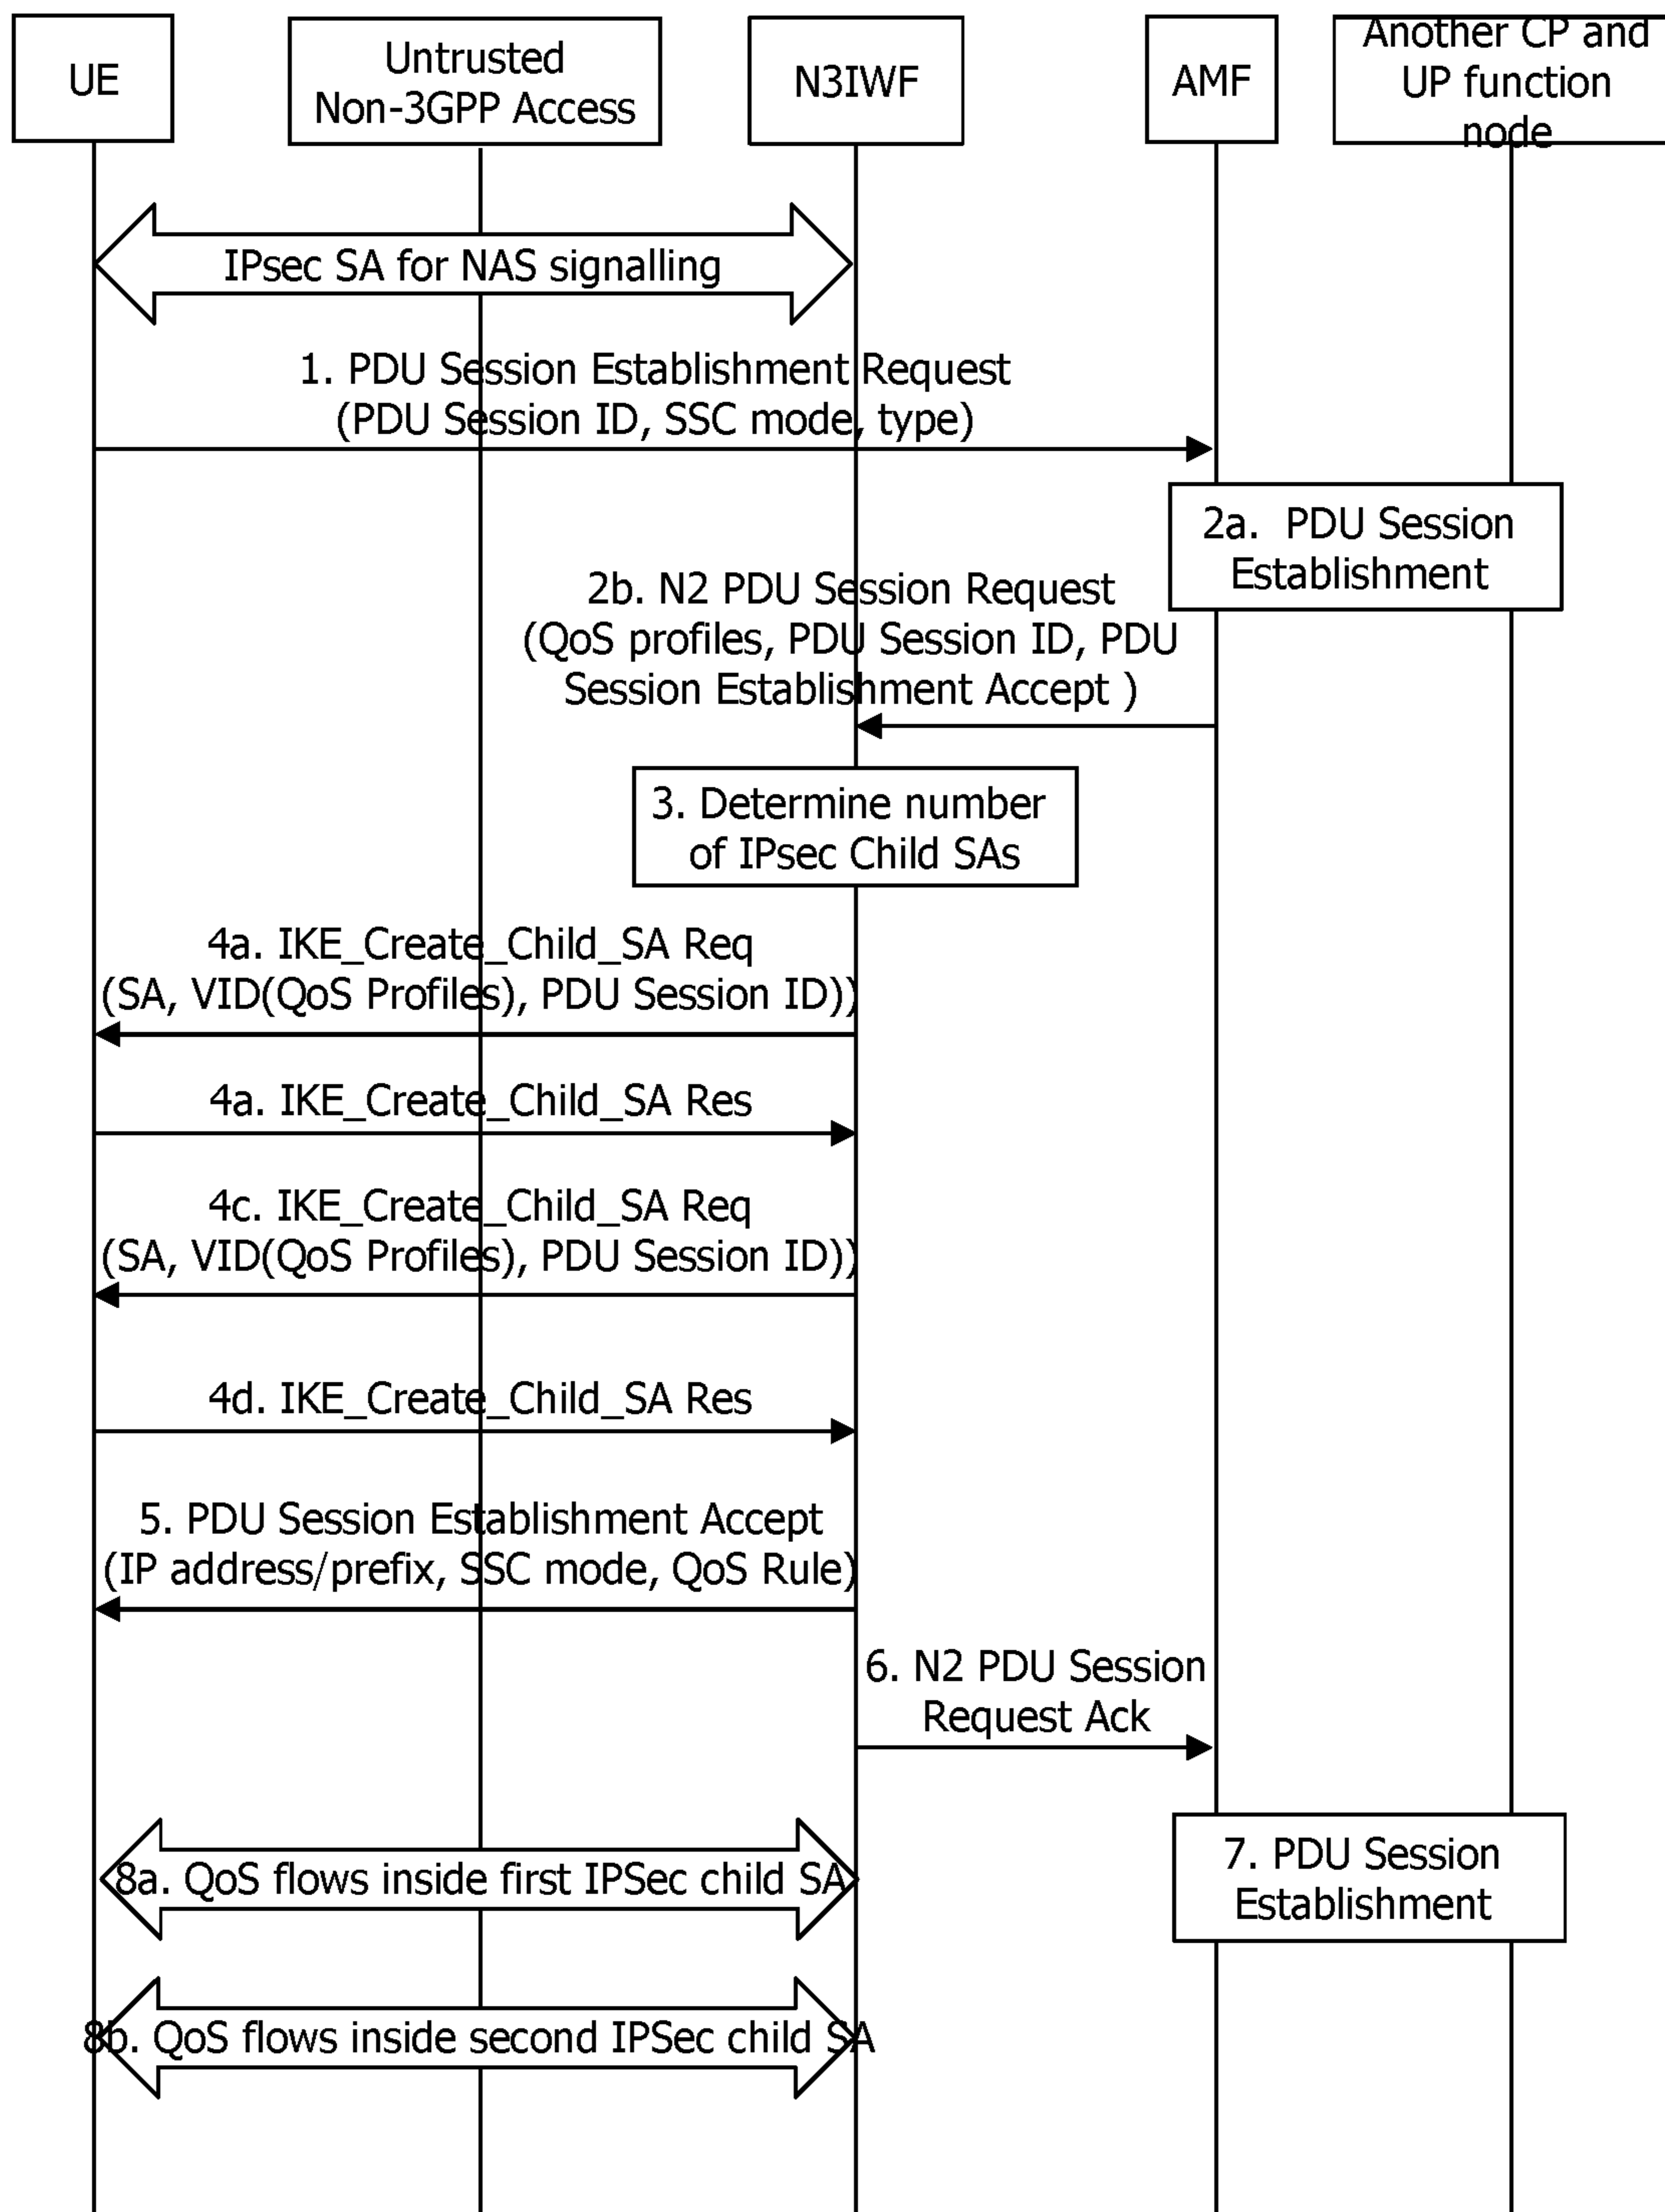 UE
Untrusted
Non-3GPP Access
N3IWF
AMF
Another CP and
UP function
node
IPsec SA for NAS signalling
1. PDU Session Establishment Request
(PDU Session ID, SSC mode, type)
2a. PDU Session
Establishment
2b. N2 PDU Session Request
(QoS profiles, PDU Session ID, PDU
Session Establishment Accept )
3. Determine number
of IPsec Child SAs
4a. IKE_Create_Child_SA Req
(SA, VID(QoS Profiles), PDU Session ID))
4a. IKE_Create_Child_SA Res
4c. IKE_Create_Child_SA Req
(SA, VID(QoS Profiles), PDU Session ID))
4d. IKE_Create_Child_SA Res
5. PDU Session Establishment Accept
(IP address/prefix, SSC mode, QoS Rule)
6. N2 PDU Session
Request Ack
7. PDU Session
Establishment
8a. QoS flows inside first IPSec child SA
8b. QoS flows inside second IPSec child SA